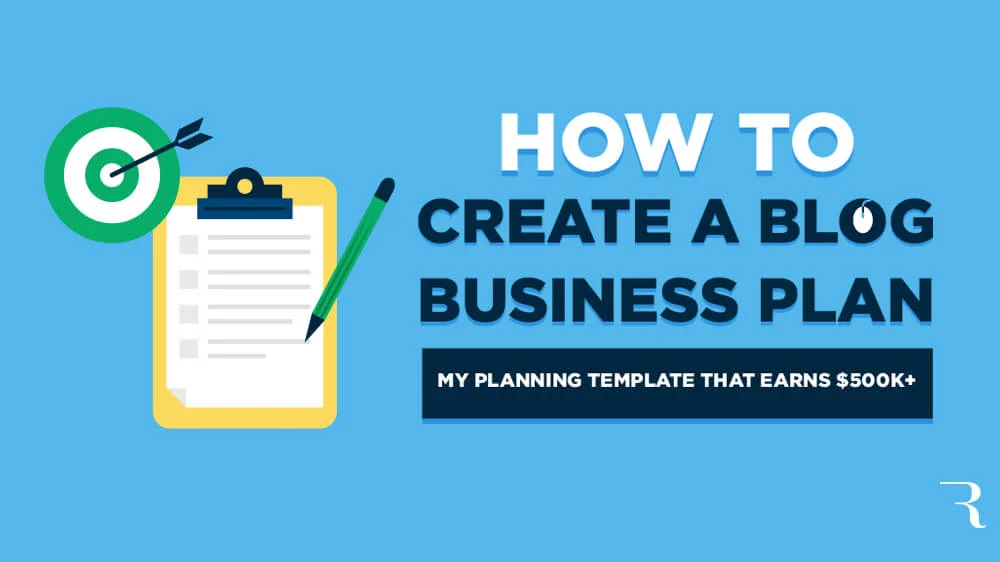 HOW TO
CREATE A BLOG
BUSINESS PLAN
MY PLANNING TEMPLATE THAT EARNS $500K+
R